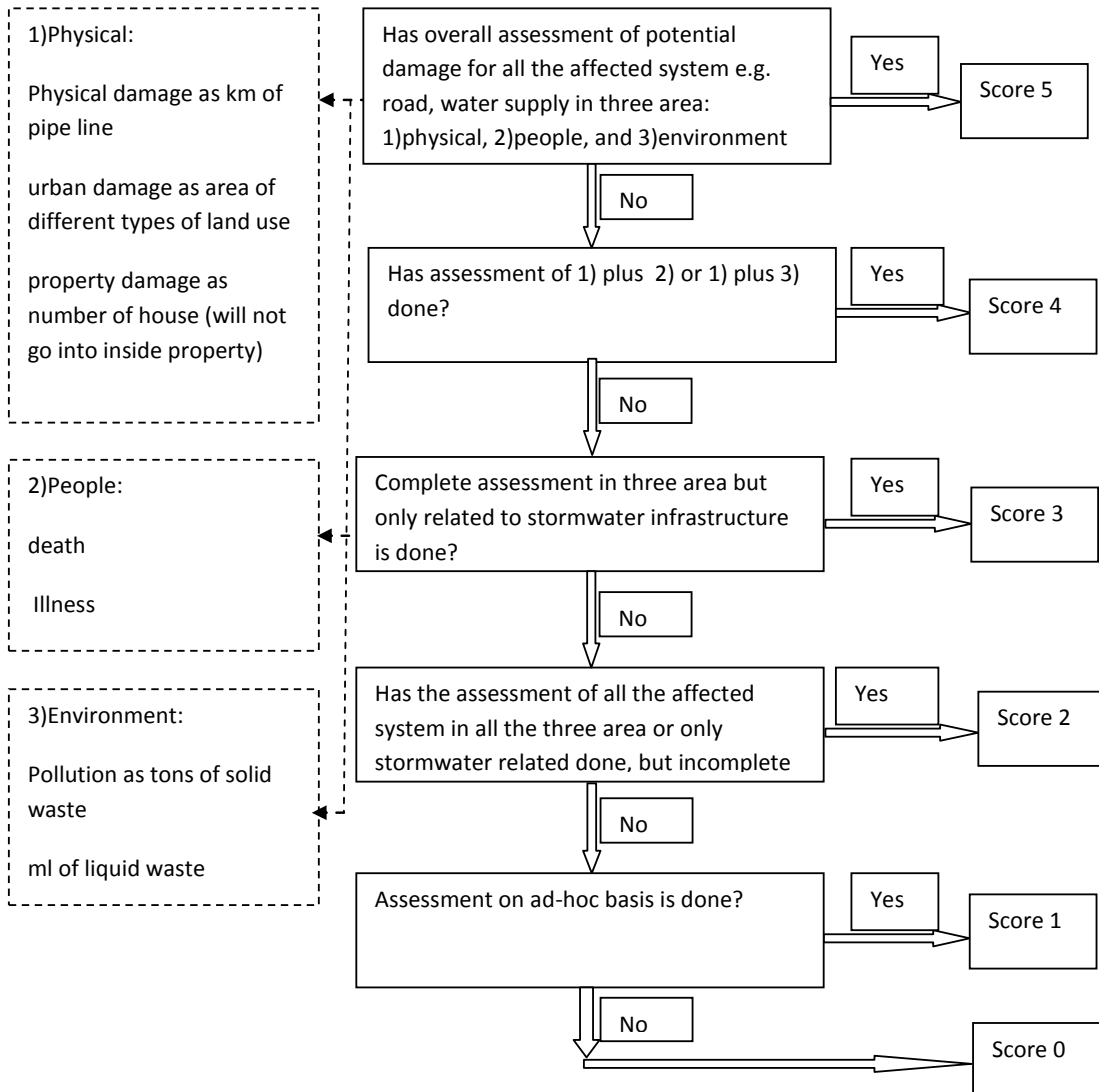 1)Physical:
Physical damage as km of
pipe line
urban damage as area of
different types of land use
property damage as
number of house (will not
go into inside property)
2)People:
death
Illness
3)Environment:
Pollution as tons of solid
waste
ml of liquid waste
Has overall assessment of potential
damage for all the affected system e.g.
road, water supply in three area:
1)physical, 2)people, and 3)environment
Yes
Score 5
No
Has assessment of 1) plus 2) or 1) plus 3)
done?
Yes
Score 4
No
Complete assessment in three area but
only related to stormwater infrastructure
is done?
Yes
Score 3
No
Has the assessment of all the affected
system in all the three area or only
stormwater related done, but incomplete
Yes
Score 2
No
Assessment on ad-hoc basis is done?
Yes
Score 1
No
Score 0